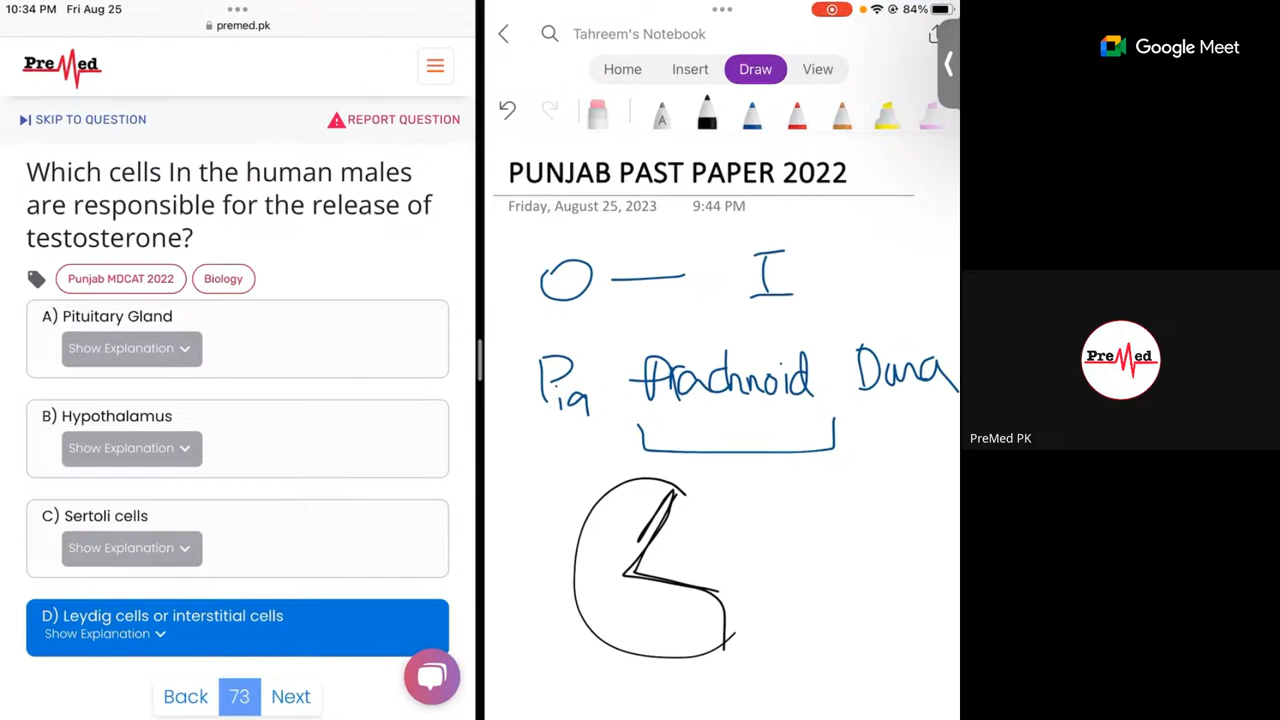 10:34 PM Fri Aug 25
premed.pk
PreMed
SKIP TO QUESTION
REPORT QUESTION
Which cells In the human males
are responsible for the release of
testosterone?
Punjab MDCAT 2022
Biology
A) Pituitary Gland
Show Explanation
B) Hypothalamus
Show Explanation
C) Sertoli cells
Show Explanation
D) Leydig cells or interstitial cells
Show Explanation
Back 73 Next
84%
Tahreem's Notebook
Home Insert Draw View
A
PUNJAB PAST PAPER 2022
Friday, August 25, 2023 9:44 PM
O — I
Pia Arachnoid Dura
Google Meet
PreMed
PreMed PK